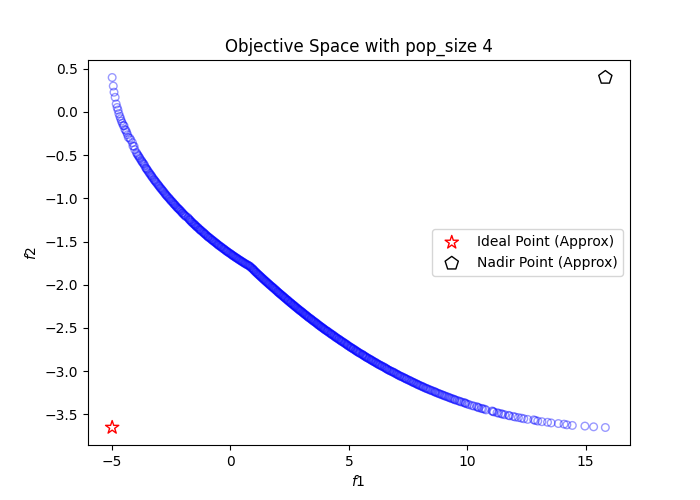 Objective Space with pop_size 4
0.5
0.0
−0.5
−1.0
−1.5
−2.0
−2.5
−3.0
−3.5
f2
Ideal Point (Approx)
Nadir Point (Approx)
−5
0
5
10
15
f1